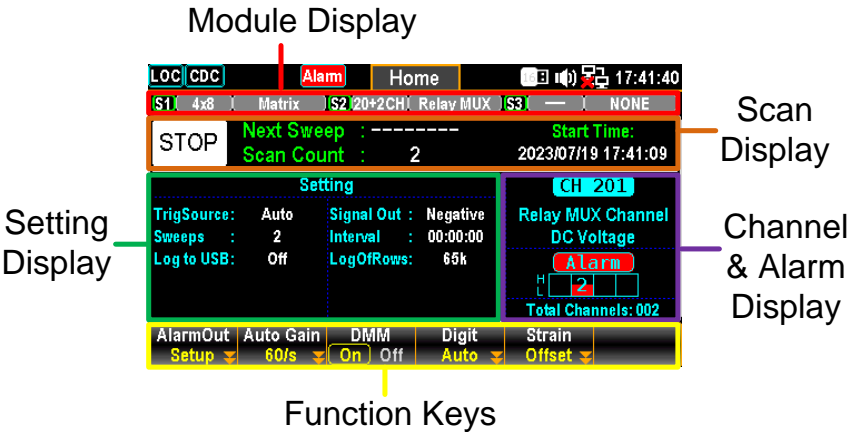 Module Display
LOC CDC Alarm Home 16 17:41:40
S1 4x8 Matrix S2 20+2CH Relay MUX S3 — NONE
STOP Next Sweep : --------
Scan Count : 2
Start Time:
2023/07/19 17:41:09
Scan
Display
Setting
Display
Setting
TrigSource: Auto Signal Out : Negative
Sweeps : 2 Interval : 00:00:00
Log to USB: Off LogOfRows: 65k
CH 201
Relay MUX Channel
DC Voltage
Alarm
H
L 2
Total Channels: 002
Channel
& Alarm
Display
AlarmOut Auto Gain DMM Digit Strain
Setup 60/s On Off Auto Offset
Function Keys